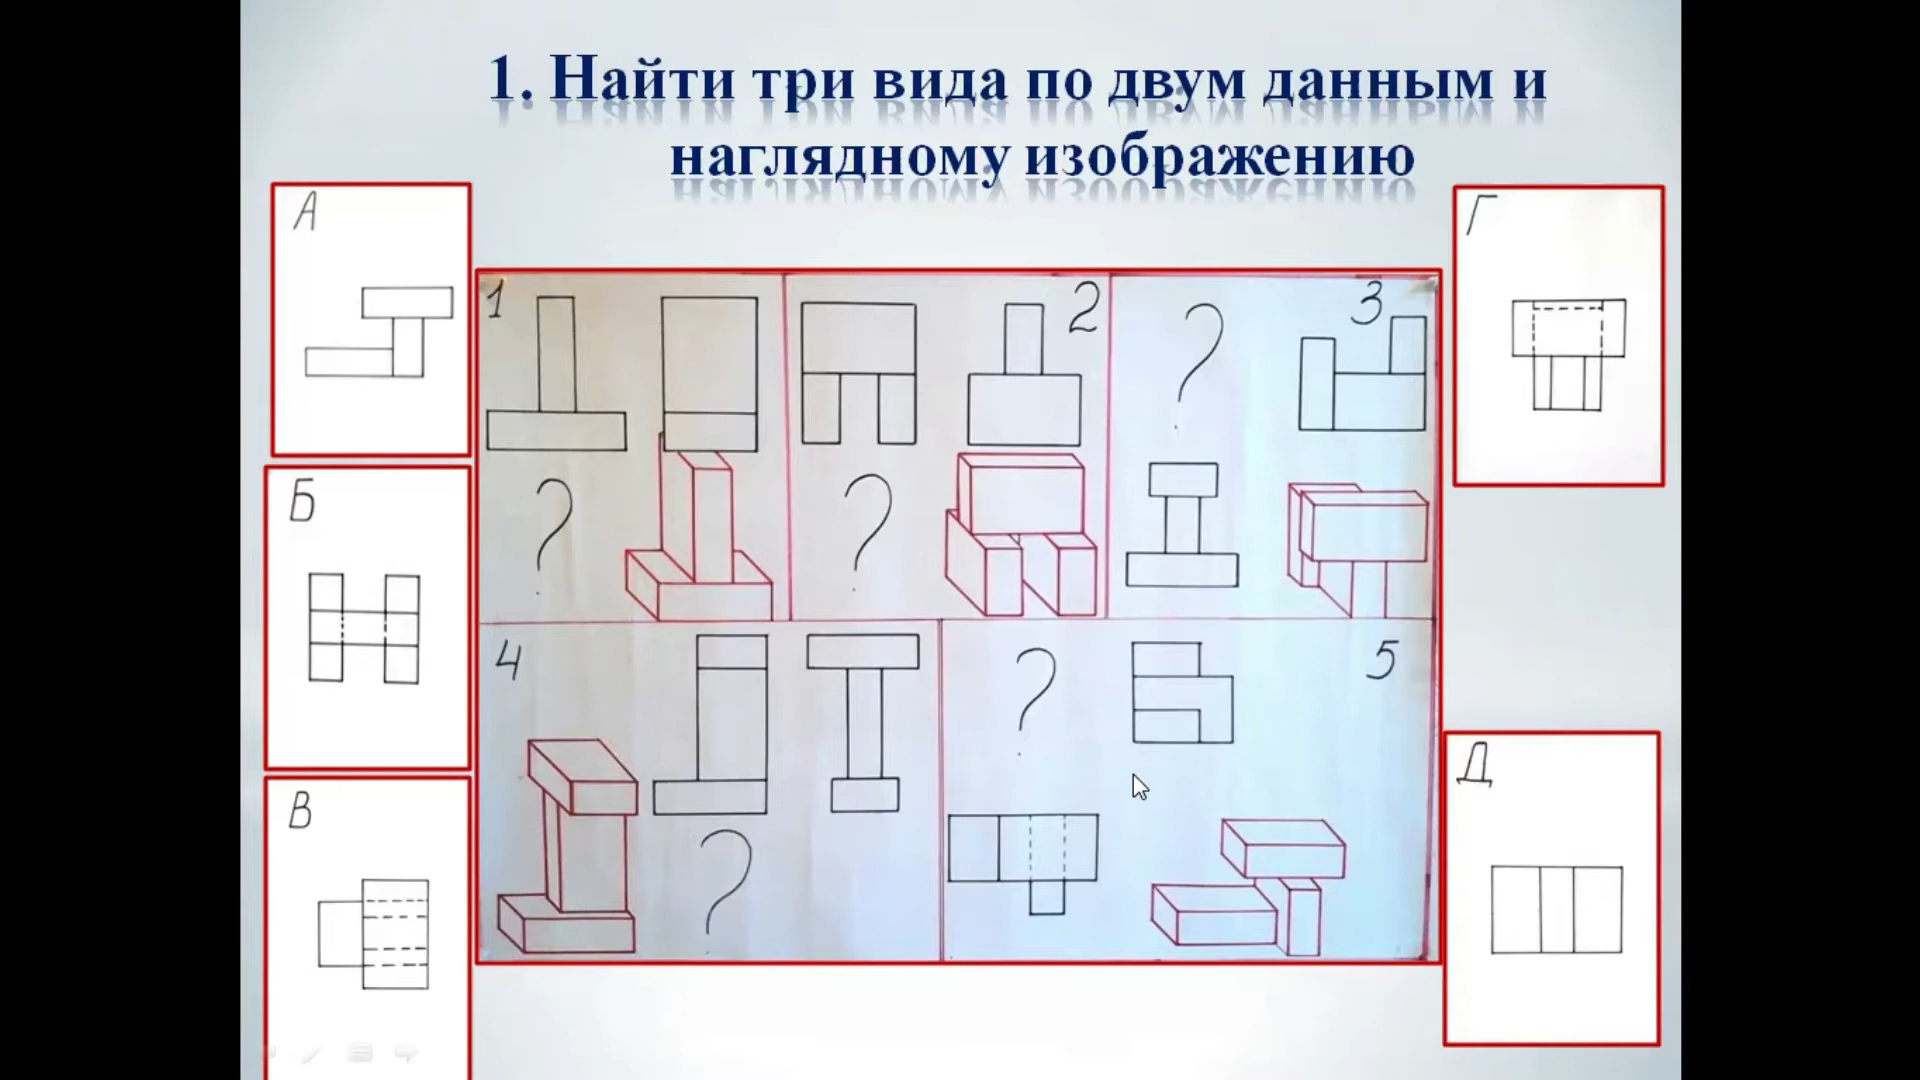 1. Найти три вида по двум данным и
наглядному изображению
А
Г
1
2
3
?
Б
?
?
4
5
?
Д
В
?